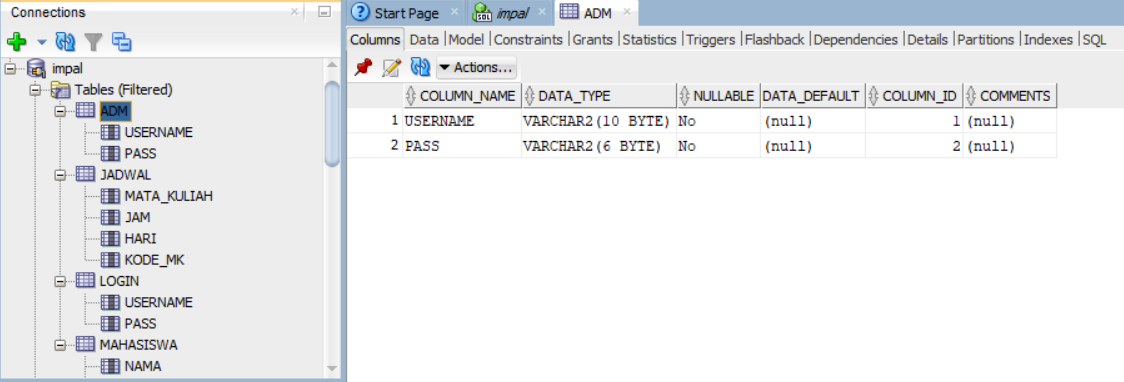 Connections
impal
Tables (Filtered)
ADM
USERNAME
PASS
JADWAL
MATA_KULIAH
JAM
HARI
KODE_MK
LOGIN
USERNAME
PASS
MAHASISWA
NAMA
Start Page impal ADM
Columns Data |Model |Constraints |Grants |Statistics |Triggers |Flashback |Dependencies |Details |Partitions |Indexes |SQL
Actions...
COLUMN_NAME DATA_TYPE NULLABLE DATA_DEFAULT COLUMN_ID COMMENTS
1 USERNAME VARCHAR2(10 BYTE) No (null) 1 (null)
2 PASS VARCHAR2(6 BYTE) No (null) 2 (null)